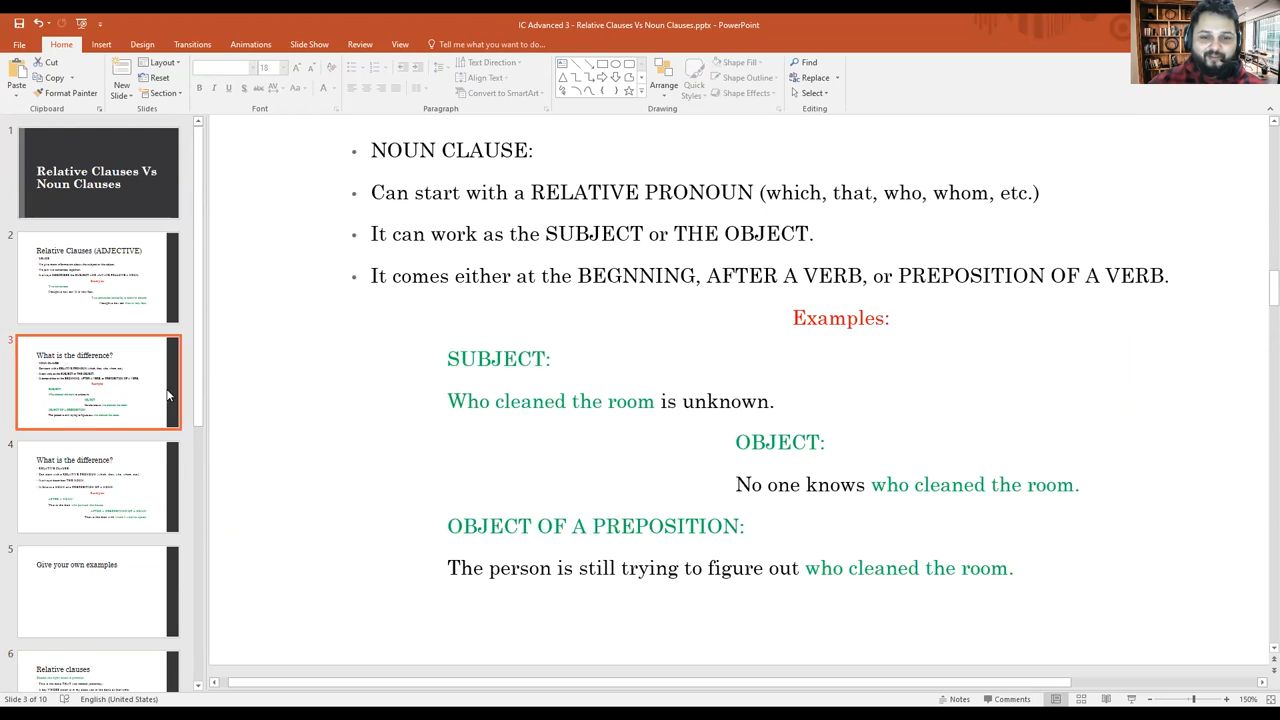 IC Advanced 3 - Relative Clauses Vs Noun Clauses.pptx - PowerPoint
File Home Insert Design Transitions Animations Slide Show Review View Tell me what you want to do...
Cut
Copy
Format Painter
Paste
Clipboard
New Slide
Layout
Reset
Section
Slides
18
Font
Text Direction
Align Text
Convert to SmartArt
Paragraph
Arrange
Quick Styles
Shape Fill
Shape Outline
Shape Effects
Drawing
Find
Replace
Select
Editing
1
Relative Clauses Vs
Noun Clauses
2
Relative Clauses (ADJECTIVE)
3
What is the difference?
4
What is the difference?
5
Give your own examples
6
Relative clauses
• NOUN CLAUSE:
• Can start with a RELATIVE PRONOUN (which, that, who, whom, etc.)
• It can work as the SUBJECT or THE OBJECT.
• It comes either at the BEGNNING, AFTER A VERB, or PREPOSITION OF A VERB.
Examples:
SUBJECT:
Who cleaned the room is unknown.
OBJECT:
No one knows who cleaned the room.
OBJECT OF A PREPOSITION:
The person is still trying to figure out who cleaned the room.
Slide 3 of 10 English (United States) Notes Comments 150%